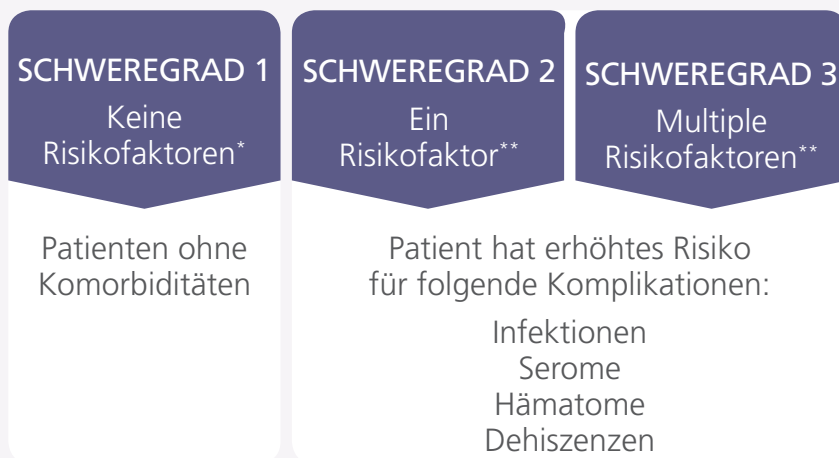 SCHWEREGRAD 1
Keine
Risikofaktoren*
Patienten ohne
Komorbiditäten
SCHWEREGRAD 2
Ein
Risikofaktor**
SCHWEREGRAD 3
Multiple
Risikofaktoren**
Patient hat erhöhtes Risiko
für folgende Komplikationen:
Infektionen
Serome
Hämatome
Dehiszenzen